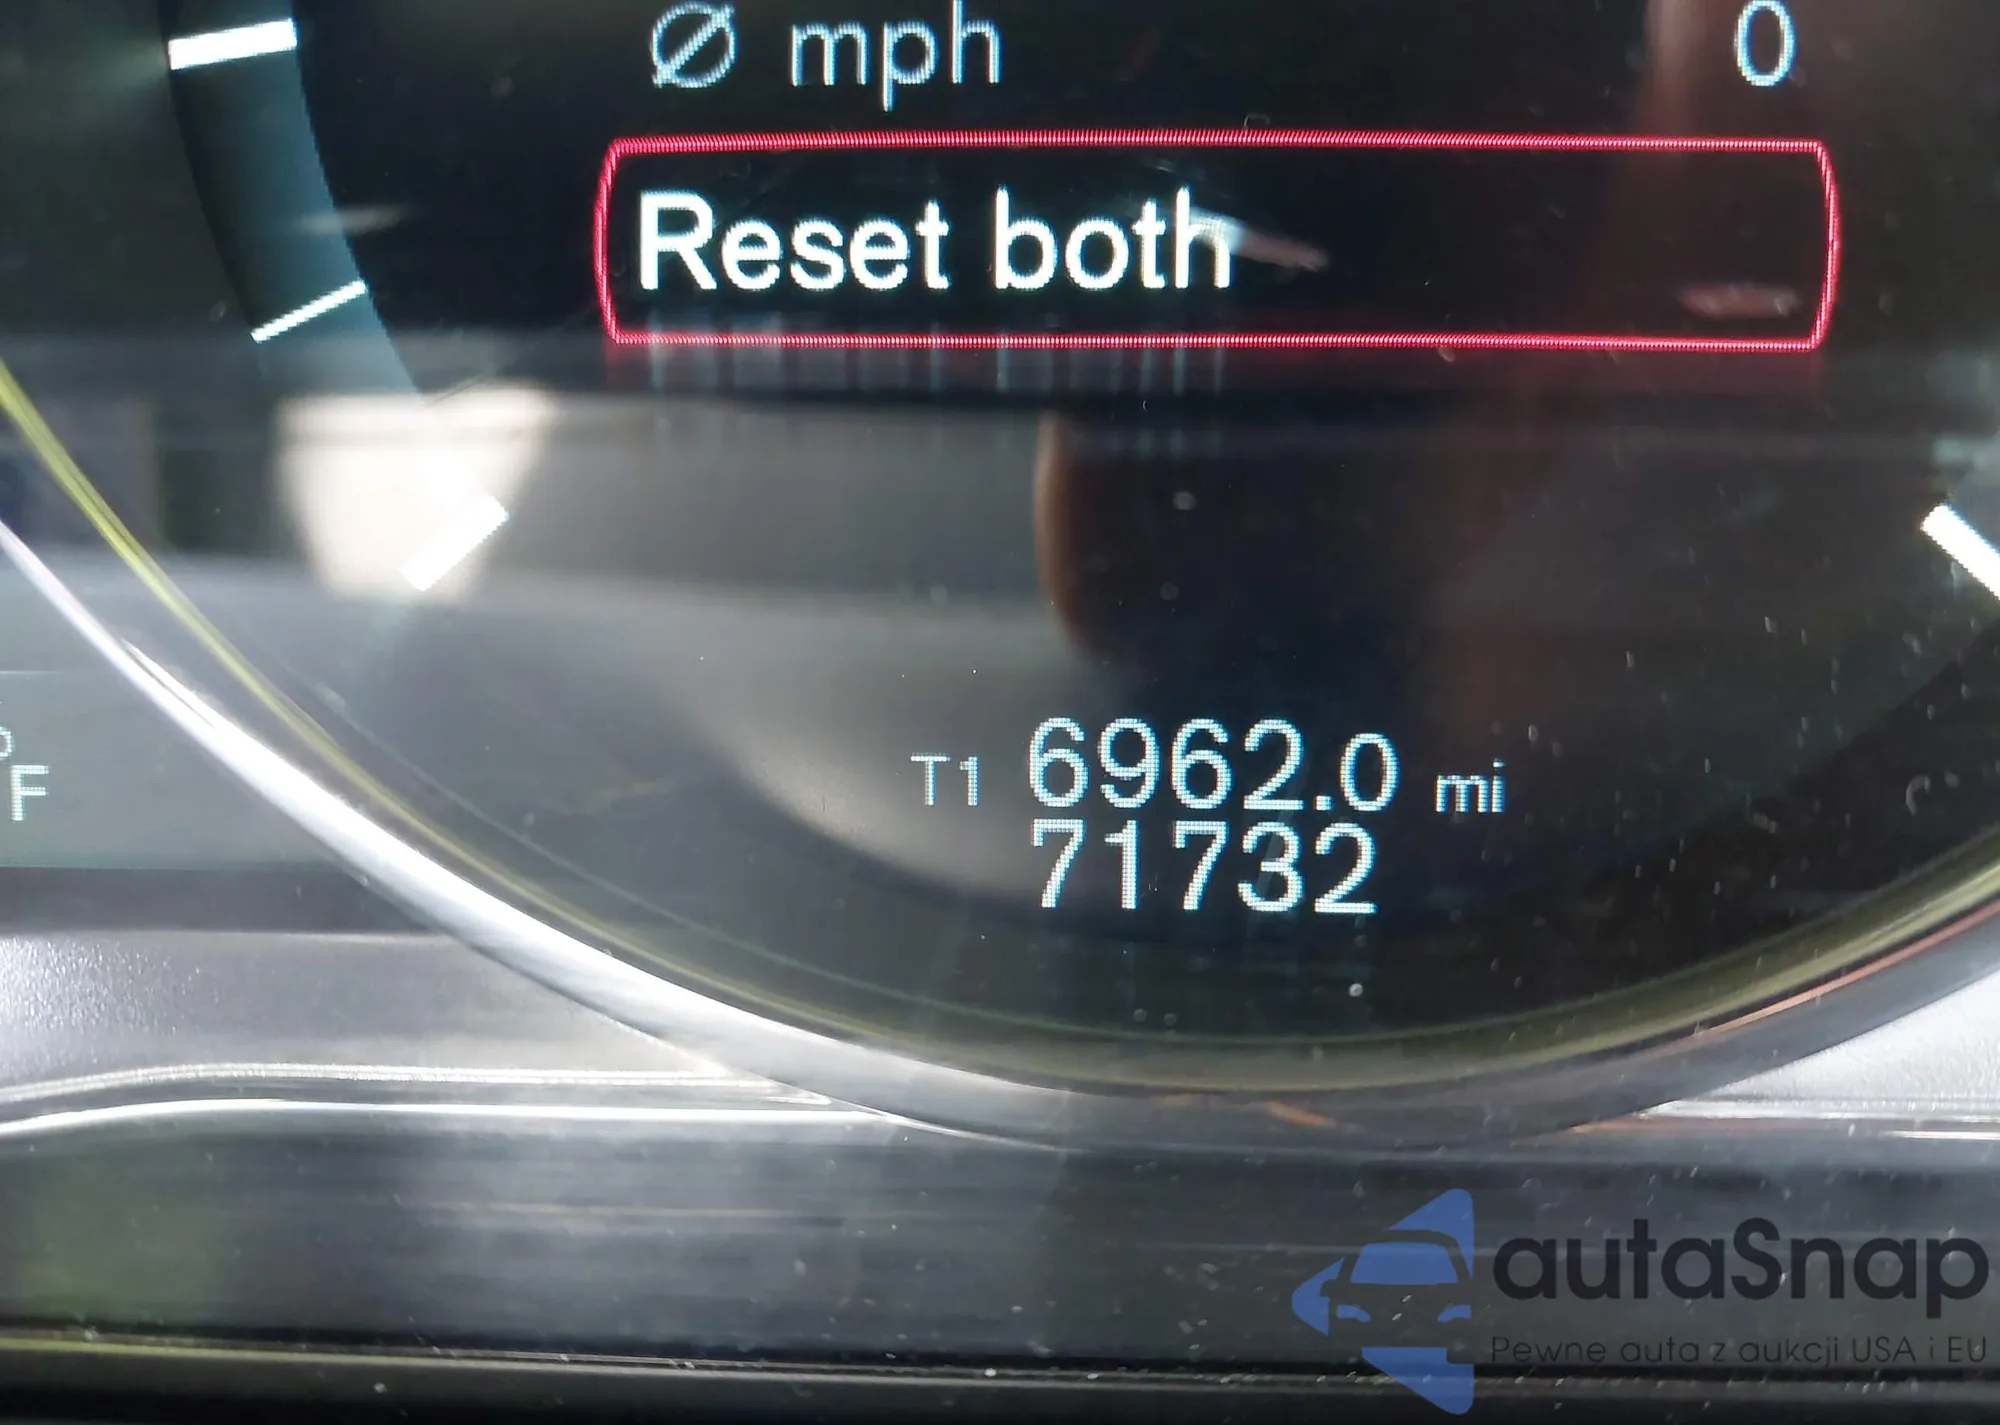 Ø mph 0
Reset both
°F
T1 6962.0 mi
71732
autaSnap
Pewne auta z aukcji USA i EU